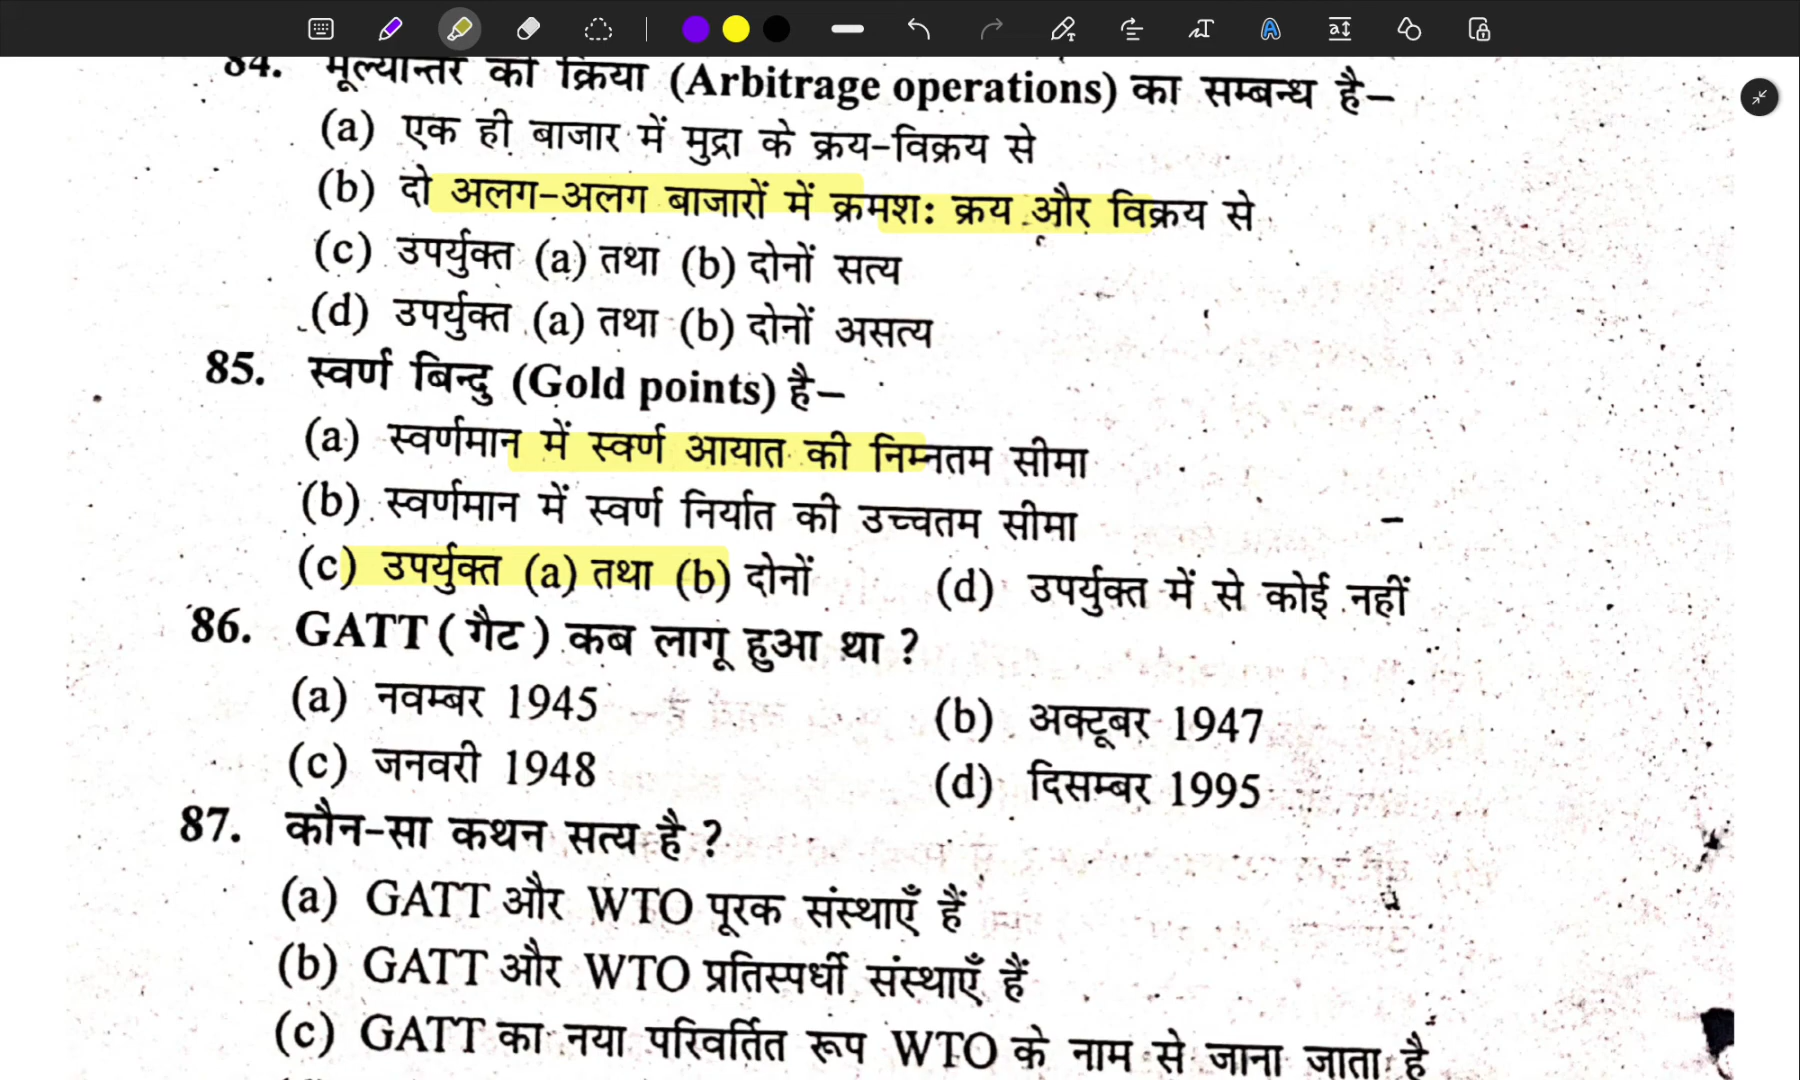 84. मूल्यान्तर की क्रिया (Arbitrage operations) का सम्बन्ध है–
(a) एक ही बाजार में मुद्रा के क्रय-विक्रय से
(b) दो अलग-अलग बाजारों में क्रमश: क्रय और विक्रय से
(c) उपर्युक्त (a) तथा (b) दोनों सत्य
(d) उपर्युक्त (a) तथा (b) दोनों असत्य
85. स्वर्ण बिन्दु (Gold points) है–
(a) स्वर्णमान में स्वर्ण आयात की निम्नतम सीमा
(b) स्वर्णमान में स्वर्ण निर्यात की उच्चतम सीमा
(c) उपर्युक्त (a) तथा (b) दोनों (d) उपर्युक्त में से कोई नहीं
86. GATT ( गैट ) कब लागू हुआ था ?
(a) नवम्बर 1945 (b) अक्टूबर 1947
(c) जनवरी 1948 (d) दिसम्बर 1995
87. कौन-सा कथन सत्य है ?
(a) GATT और WTO पूरक संस्थाएँ हैं
(b) GATT और WTO प्रतिस्पर्धी संस्थाएँ हैं
(c) GATT का नया परिवर्तित रूप WTO के नाम से जाना जाता है